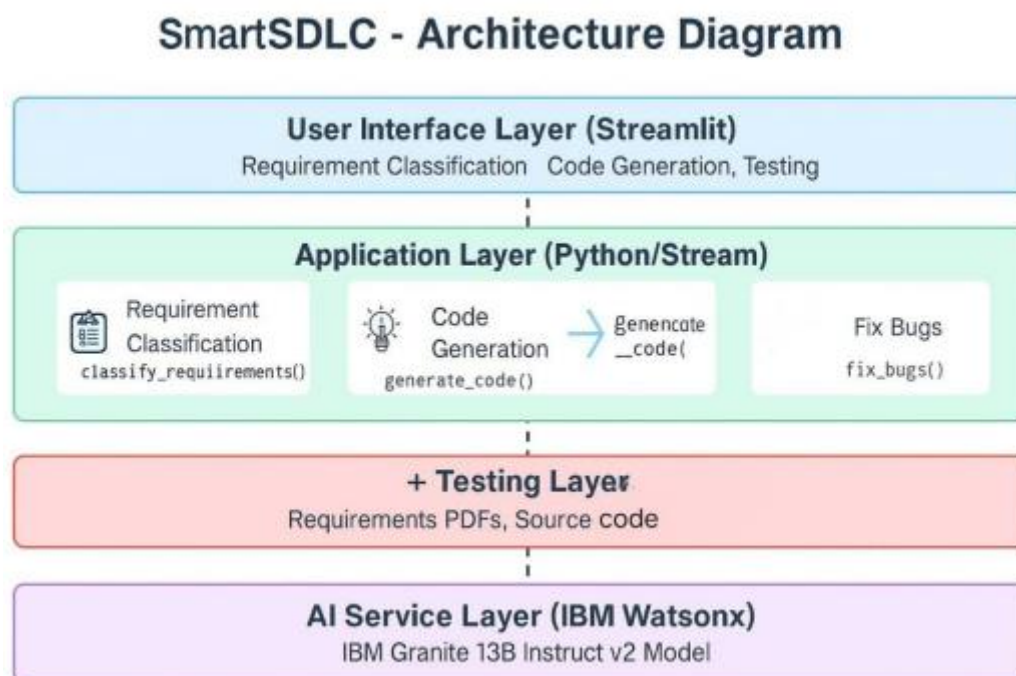 SmartSDLC - Architecture Diagram
User Interface Layer (Streamlit)
Requirement Classification Code Generation, Testing
Application Layer (Python/Stream)
Requirement
Classification
classify_requiirements()
Code
Generation
generate_code()
genencate
__code(
Fix Bugs
fix_bugs()
+ Testing Layer
Requirements PDFs, Source code
AI Service Layer (IBM Watsonx)
IBM Granite 13B Instruct v2 Model